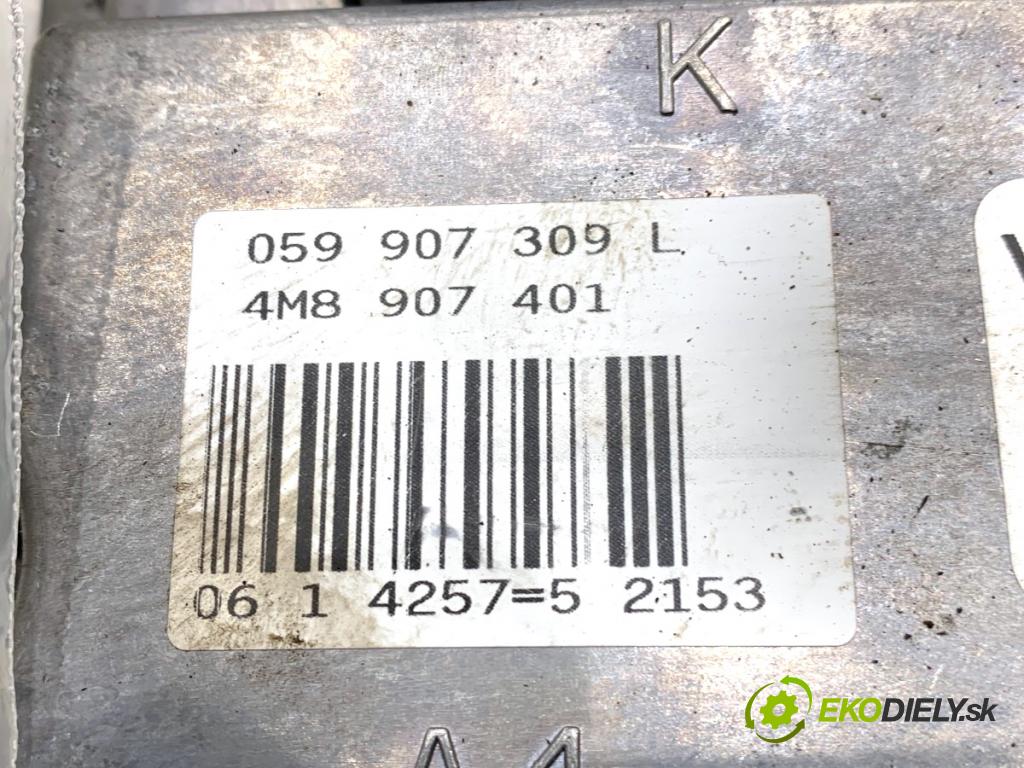 K
059 907 309 L
4M8 907 401
06 1 4257=5 2153
EKODIELY.sk